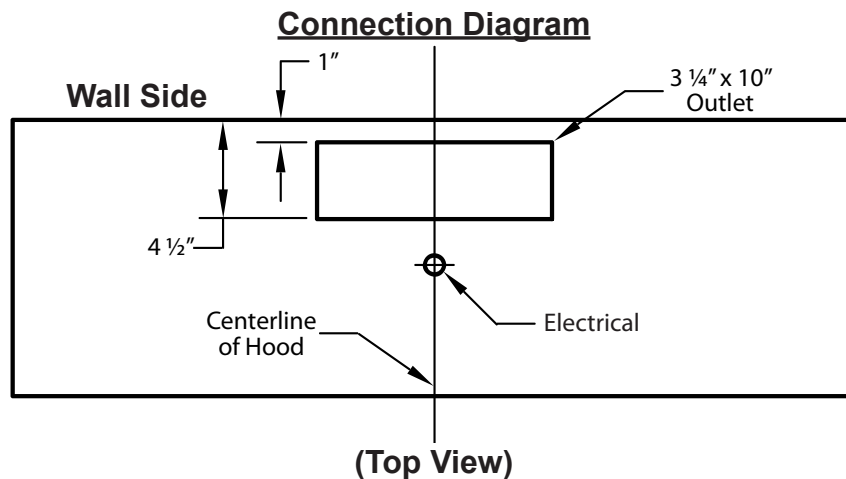 Connection Diagram
1”
Wall Side
3 ¼” x 10”
Outlet
4 ½”
Centerline
of Hood
Electrical
(Top View)